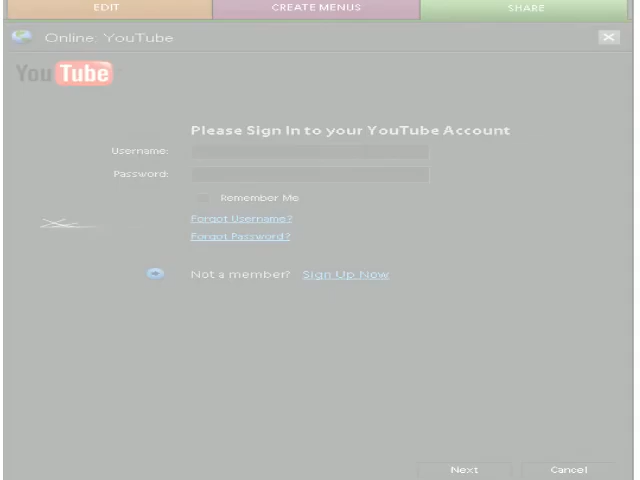 EDIT
CREATE MENUS
SHARE
Online: YouTube
YouTube
Please Sign In to your YouTube Account
Username:
Password:
Remember Me
Forgot Username?
Forgot Password?
Not a member? Sign Up Now
Next
Cancel